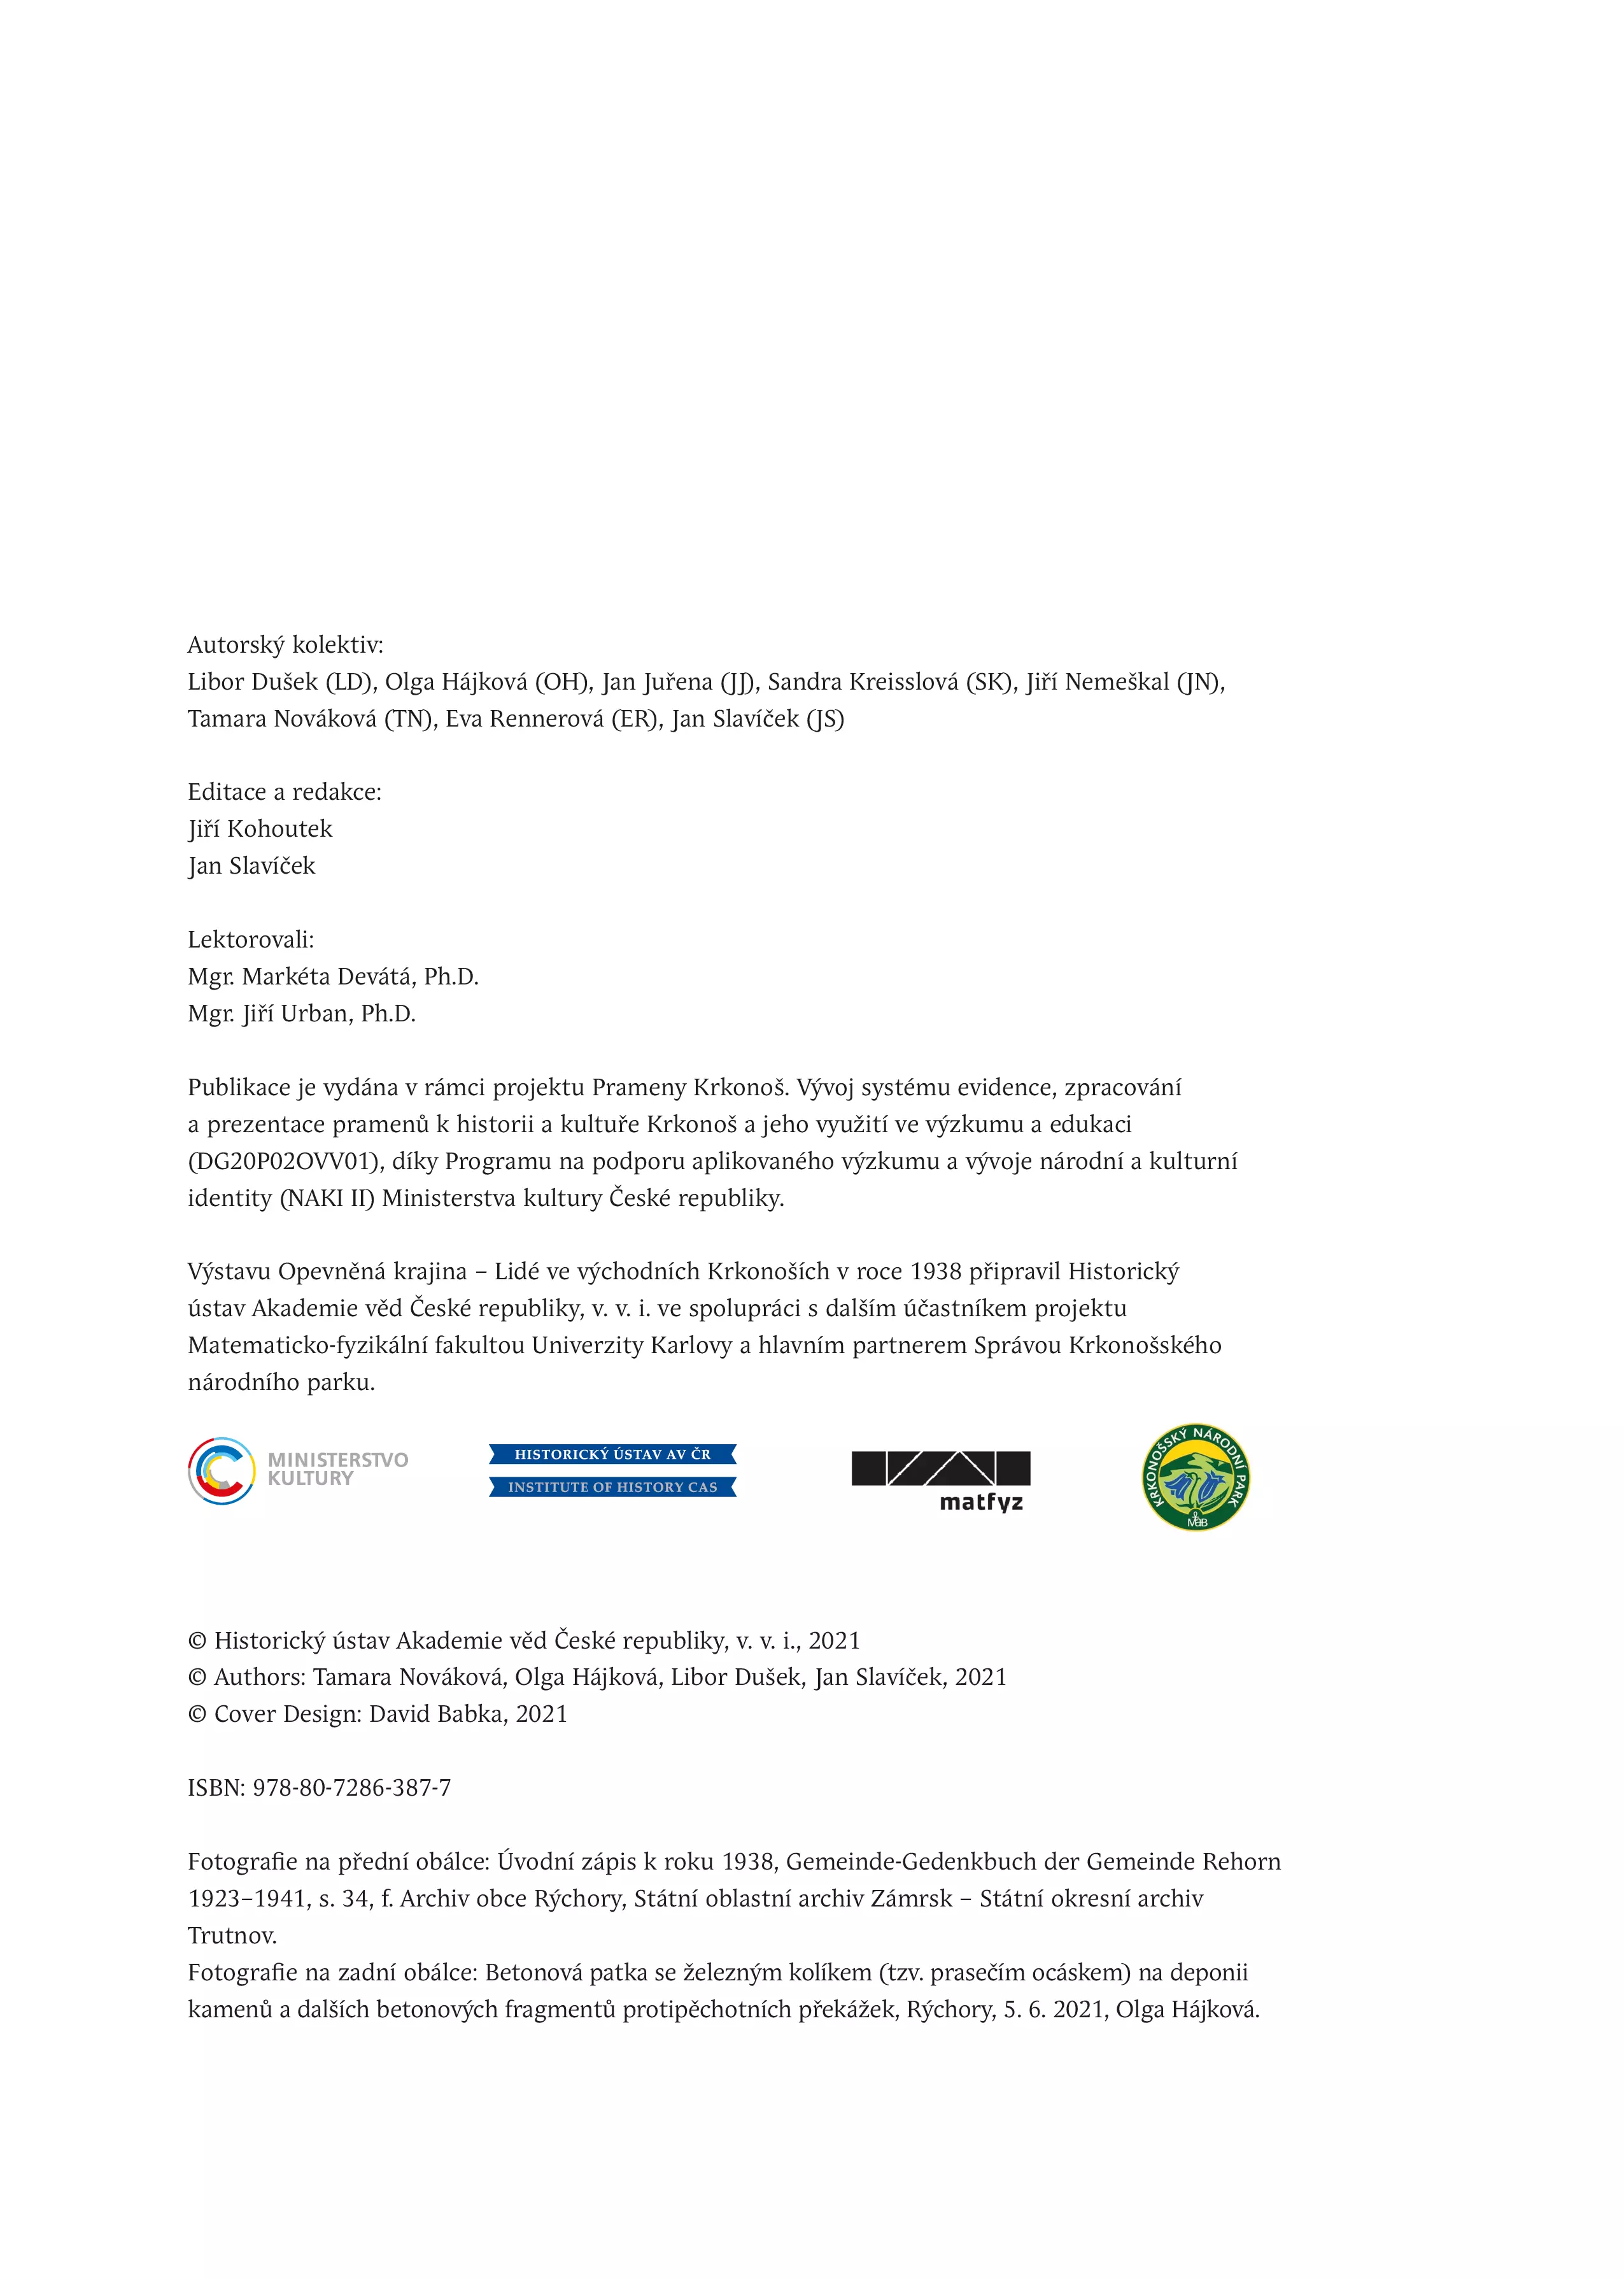 Autorský kolektiv:
Libor Dušek (LD), Olga Hájková (OH), Jan Juřena (JJ), Sandra Kreisslová (SK), Jiří Nemeškal (JN),
Tamara Nováková (TN), Eva Rennerová (ER), Jan Slavíček (JS)
Editace a redakce:
Jiří Kohoutek
Jan Slavíček
Lektorovali:
Mgr. Markéta Devátá, Ph.D.
Mgr. Jiří Urban, Ph.D.
Publikace je vydána v rámci projektu Prameny Krkonoš. Vývoj systému evidence, zpracování
a prezentace pramenů k historii a kultuře Krkonoš a jeho využití ve výzkumu a edukaci
(DG20P02OVV01), díky Programu na podporu aplikovaného výzkumu a vývoje národní a kulturní
identity (NAKI II) Ministerstva kultury České republiky.
Výstavu Opevněná krajina – Lidé ve východních Krkonoších v roce 1938 připravil Historický
ústav Akademie věd České republiky, v. v. i. ve spolupráci s dalším účastníkem projektu
Matematicko-fyzikální fakultou Univerzity Karlovy a hlavním partnerem Správou Krkonošského
národního parku.
MINISTERSTVO
KULTURY
HISTORICKÝ ÚSTAV AV ČR
INSTITUTE OF HISTORY CAS
matfyz
KRKONOŠSKÝ NÁRODNÍ PARK
MaB
© Historický ústav Akademie věd České republiky, v. v. i., 2021
© Authors: Tamara Nováková, Olga Hájková, Libor Dušek, Jan Slavíček, 2021
© Cover Design: David Babka, 2021
ISBN: 978-80-7286-387-7
Fotografie na přední obálce: Úvodní zápis k roku 1938, Gemeinde-Gedenkbuch der Gemeinde Rehorn
1923–1941, s. 34, f. Archiv obce Rýchory, Státní oblastní archiv Zámrsk – Státní okresní archiv
Trutnov.
Fotografie na zadní obálce: Betonová patka se železným kolíkem (tzv. prasečím ocáskem) na deponii
kamenů a dalších betonových fragmentů protipěchotních překážek, Rýchory, 5. 6. 2021, Olga Hájková.